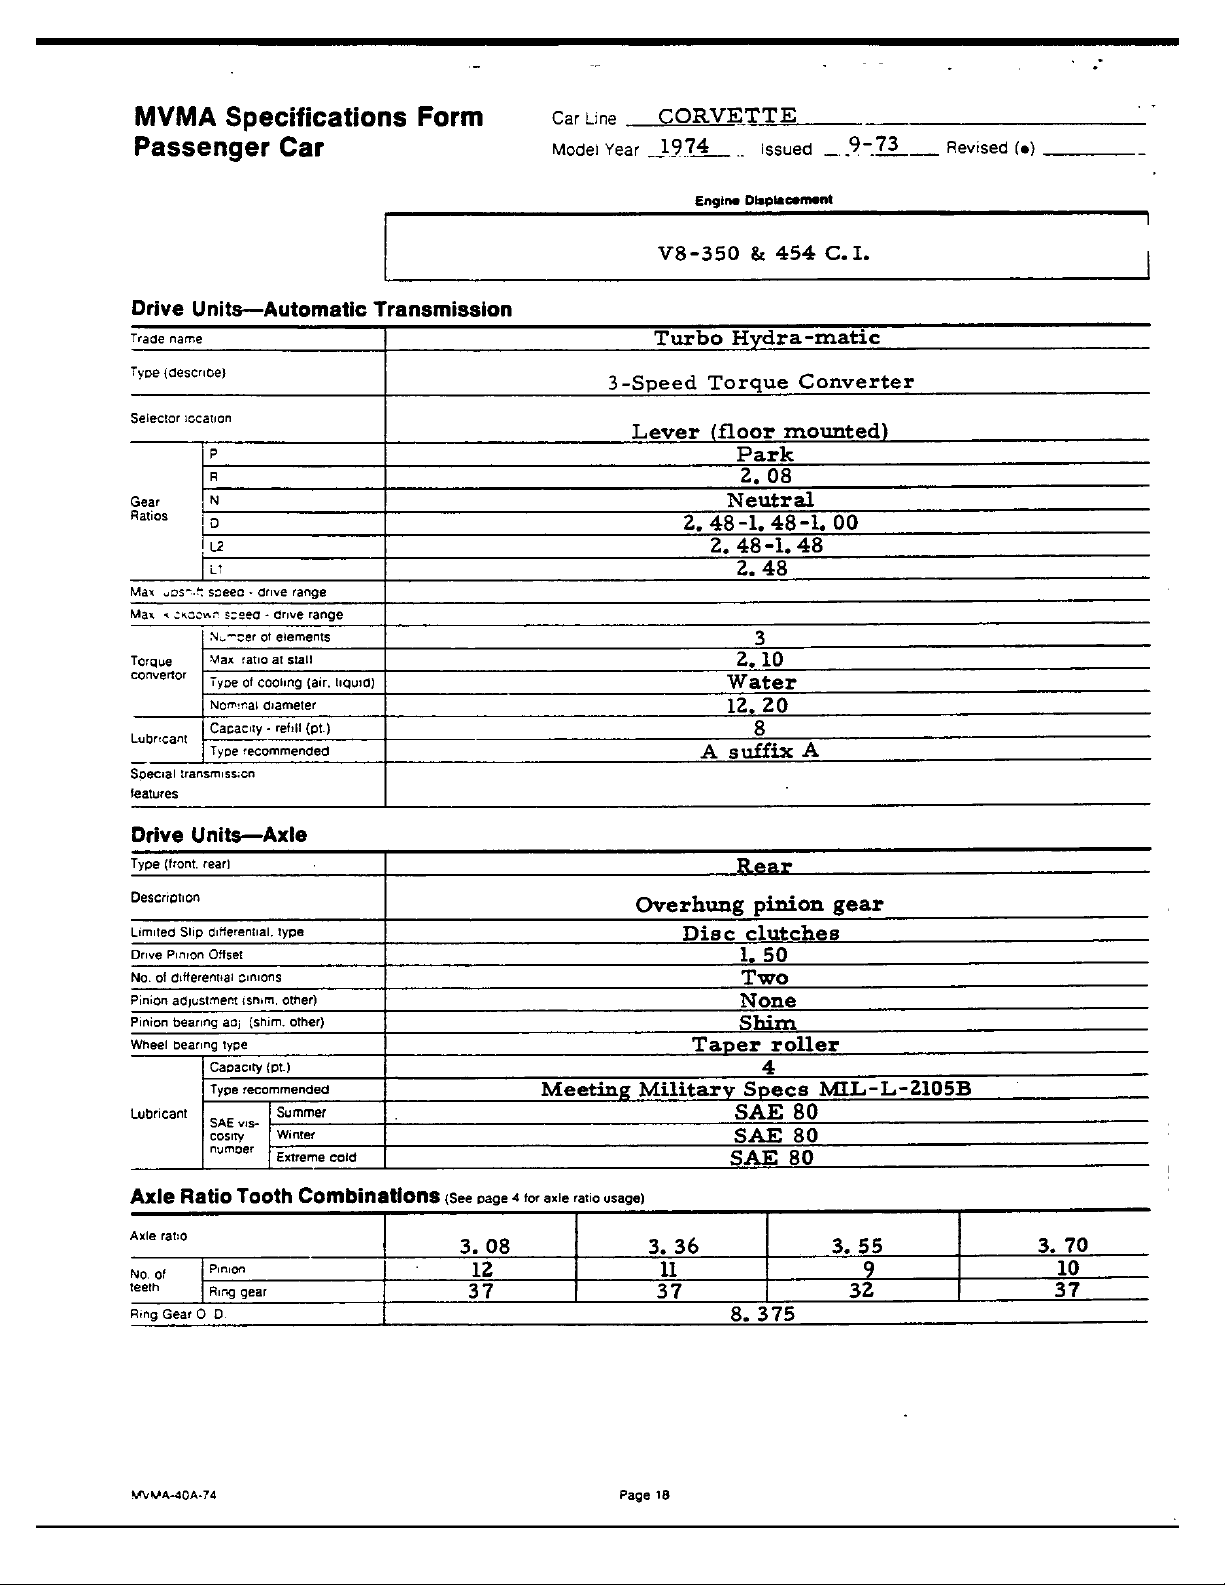 MVMA Specifications Form
Passenger Car
Car Line CORVETTE
Model Year 1974 Issued 9-73 Revised (•)
Engine Displacement
V8-350 & 454 C.I.
Drive Units—Automatic Transmission
Trade name Turbo Hydra-matic
Type (describe) 3-Speed Torque Converter
Selector location Lever (floor mounted)
Gear Ratios
P Park
R 2.08
N Neutral
D 2.48-1.48-1.00
L2 2.48-1.48
L1 2.48
Max upshift speed - drive range
Max kickdown speed - drive range
Torque convertor
Number of elements 3
Max ratio at stall 2.10
Type of cooling (air, liquid) Water
Nominal diameter 12.20
Lubricant
Capacity - refill (pt.) 8
Type recommended A suffix A
Special transmission
features
Drive Units—Axle
Type (front, rear) Rear
Description Overhung pinion gear
Limited Slip differential, type Disc clutches
Drive Pinion Offset 1.50
No. of differential pinions Two
Pinion adjustment (shim, other) None
Pinion bearing adj (shim, other) Shim
Wheel bearing type Taper roller
Lubricant
Capacity (pt.) 4
Type recommended Meeting Military Specs MIL-L-2105B
SAE vis-
cosity
number
Summer SAE 80
Winter SAE 80
Extreme cold SAE 80
Axle Ratio Tooth Combinations (See page 4 for axle ratio usage)
Axle ratio 3.08 3.36 3.55 3.70
No. of teeth
Pinion 12 11 9 10
Ring gear 37 37 32 37
Ring Gear O D. 8.375
MVMA-40A-74
Page 18